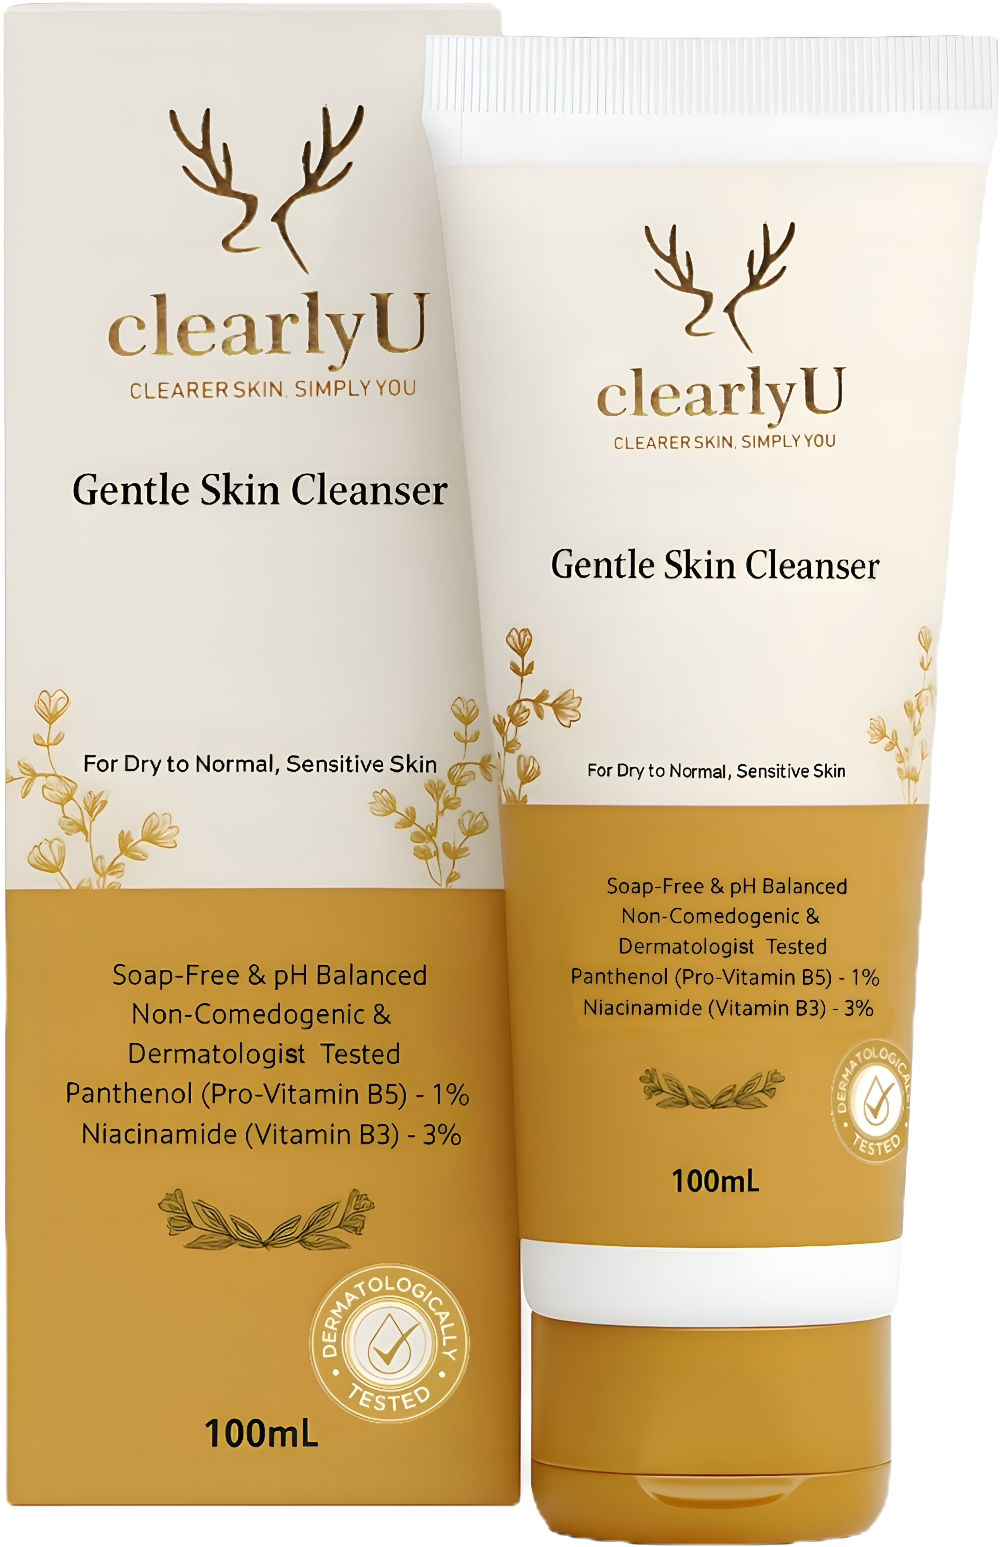 clearlyU
CLEARER SKIN, SIMPLY YOU
Gentle Skin Cleanser
For Dry to Normal, Sensitive Skin
Soap-Free & pH Balanced
Non-Comedogenic &
Dermatologist Tested
Panthenol (Pro-Vitamin B5) - 1%
Niacinamide (Vitamin B3) - 3%
DERMATOLOGICALLY
TESTED
100mL
clearlyU
CLEARER SKIN, SIMPLY YOU
Gentle Skin Cleanser
For Dry to Normal, Sensitive Skin
Soap-Free & pH Balanced
Non-Comedogenic &
Dermatologist Tested
Panthenol (Pro-Vitamin B5) - 1%
Niacinamide (Vitamin B3) - 3%
DERMATOLOGICALLY
TESTED
100mL